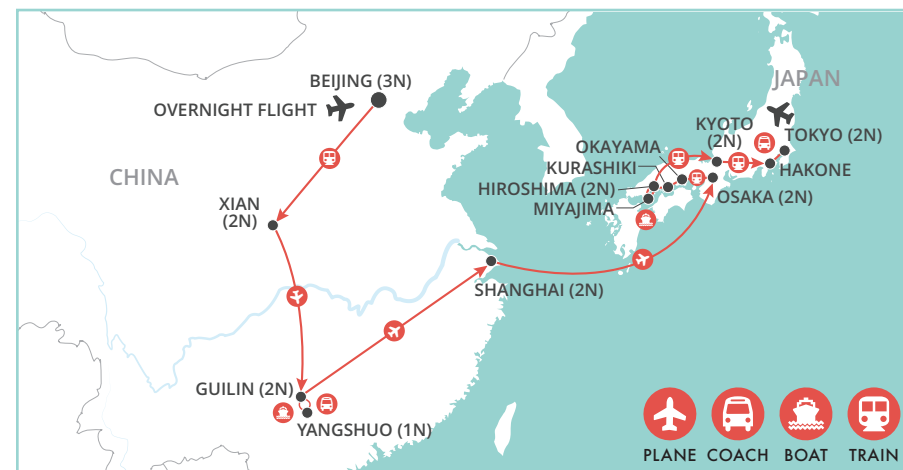 BEIJING (3N)
OVERNIGHT FLIGHT
CHINA
XIAN
(2N)
GUILIN (2N)
YANGSHUO (1N)
SHANGHAI (2N)
JAPAN
KYOTO
(2N)
TOKYO (2N)
OKAYAMA
KURASHIKI
HAKONE
HIROSHIMA (2N)
OSAKA (2N)
MIYAJIMA
PLANE COACH BOAT TRAIN